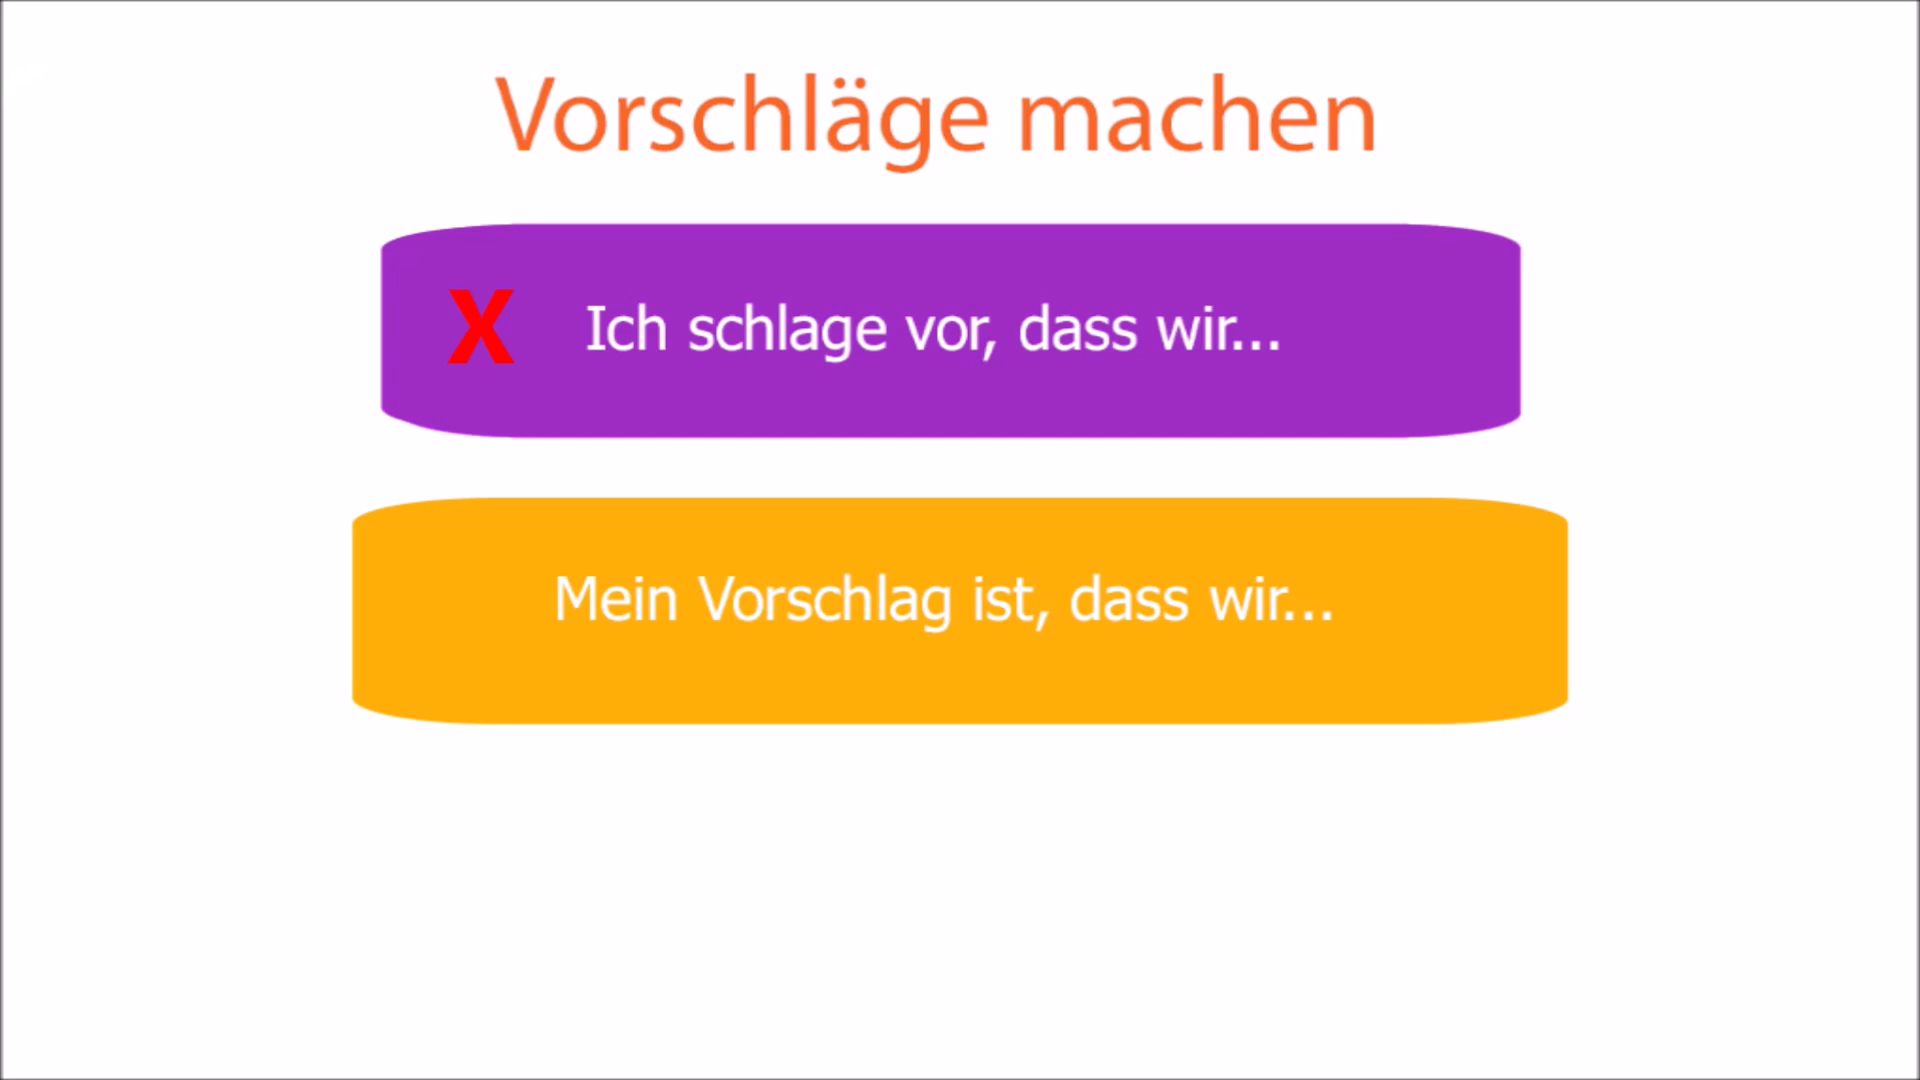 Vorschläge machen
X Ich schlage vor, dass wir...
Mein Vorschlag ist, dass wir...